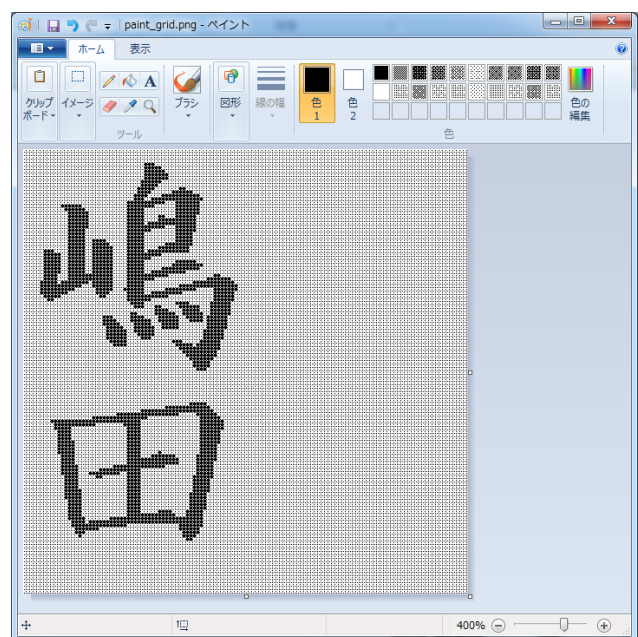 paint_grid.png - ペイント
ホーム 表示
クリップボード イメージ ツール ブラシ 図形 線の幅 色1 色2 色の編集
色
嶋
田
400%